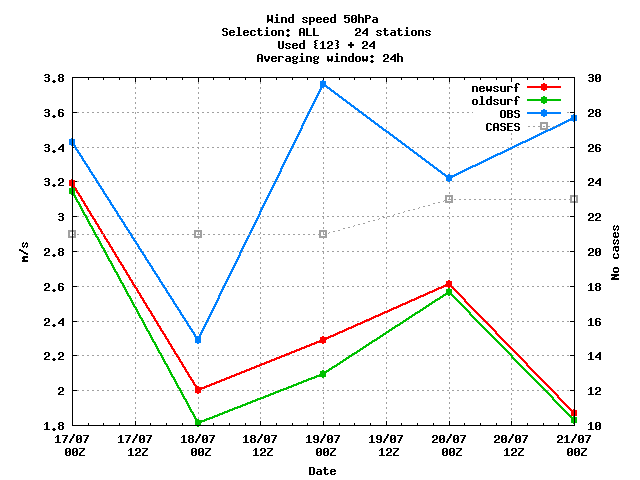 Wind speed 50hPa
Selection: ALL     24 stations
Used {12} + 24
Averaging window: 24h
3.8
3.6
3.4
3.2
3
2.8
2.6
2.4
2.2
2
1.8
m/s
30
28
26
24
22
20
18
16
14
12
10
No cases
newsurf
oldsurf
OBS
CASES
17/07 17/07 18/07 18/07 19/07 19/07 20/07 20/07 21/07
00Z 12Z 00Z 12Z 00Z 12Z 00Z 12Z 00Z
Date